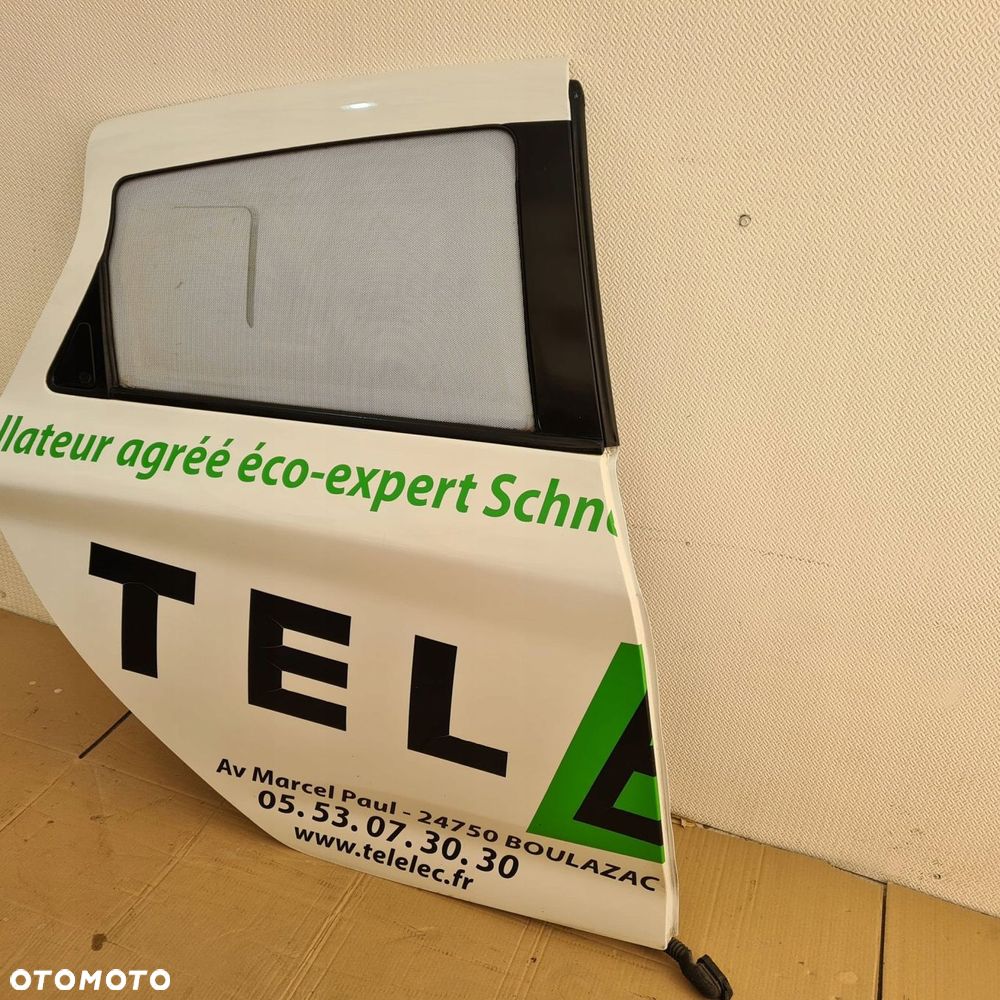 llateur agréé éco-expert Schne
TELE
Av Marcel Paul - 24750 BOULAZAC
05. 53. 07. 30. 30
www.telelec.fr
OTOMOTO